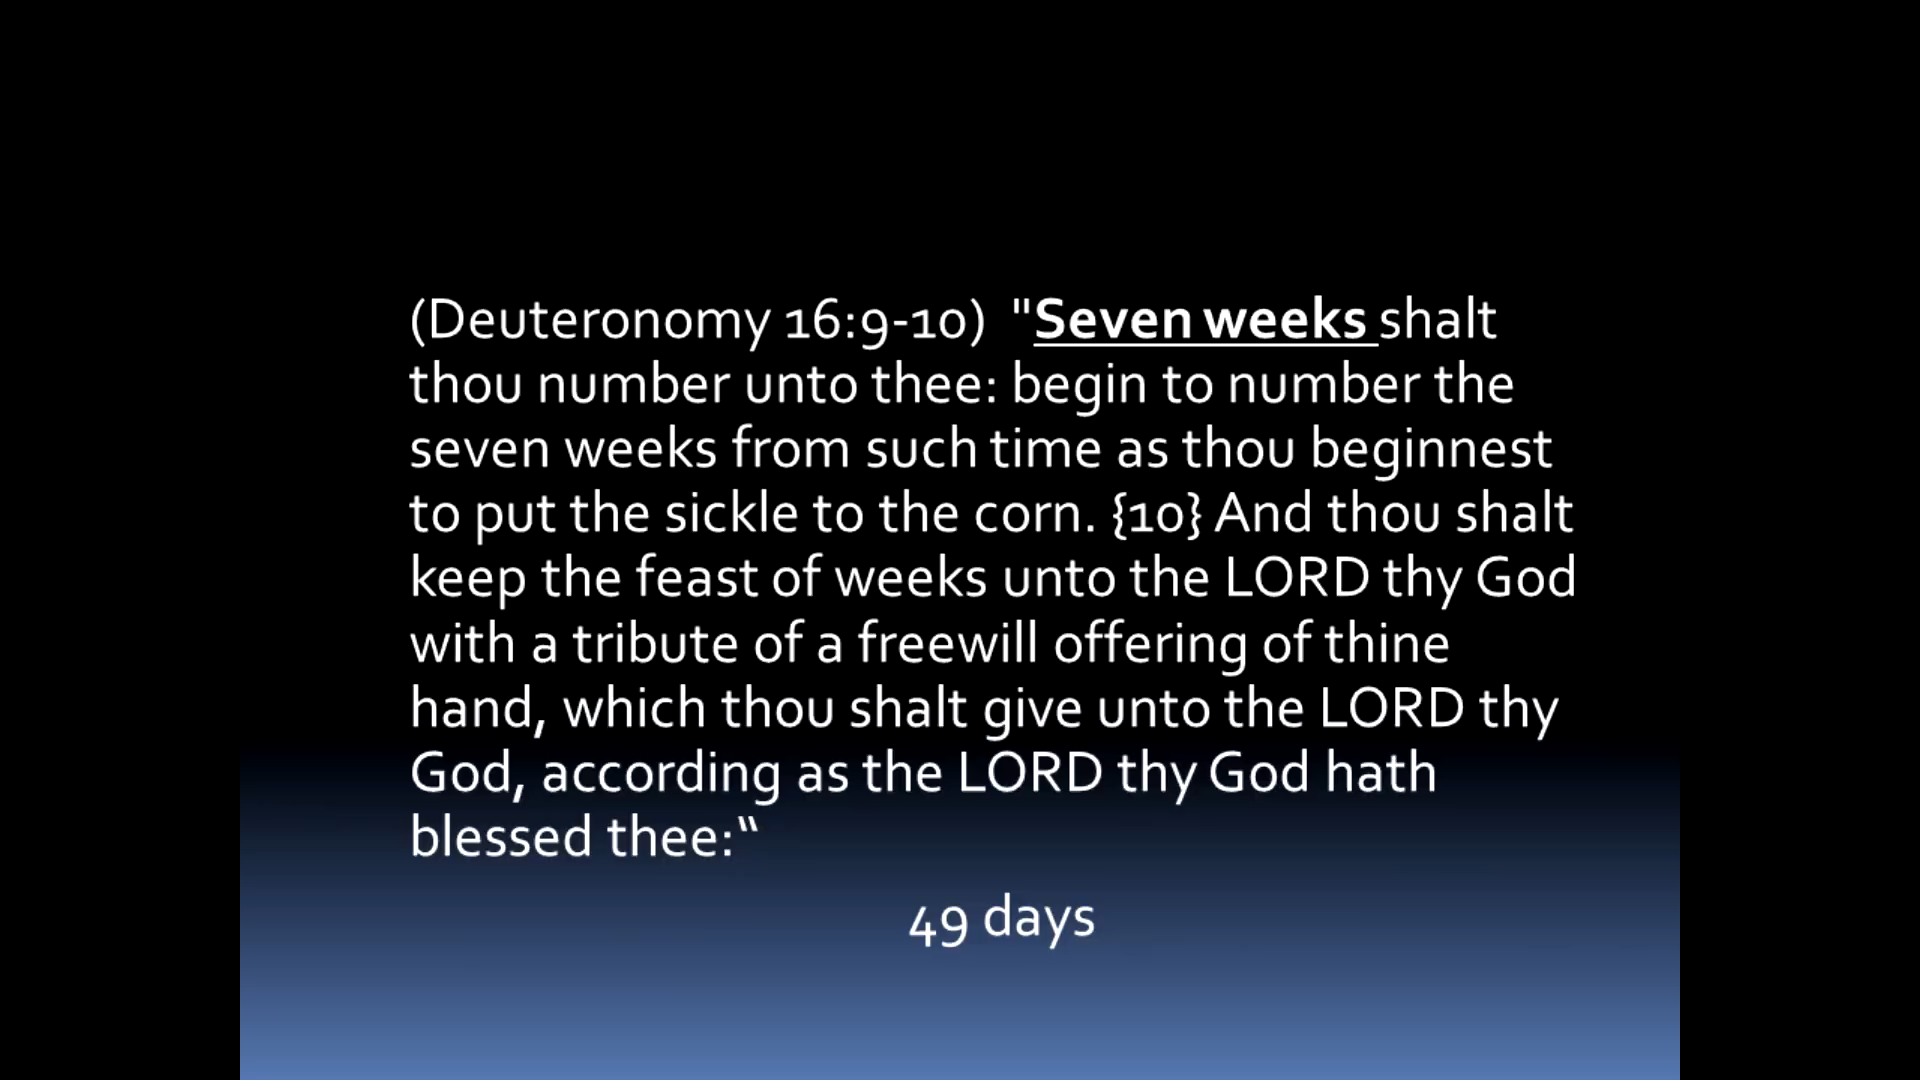 (Deuteronomy 16:9-10)  "Seven weeks shalt
thou number unto thee: begin to number the
seven weeks from such time as thou beginnest
to put the sickle to the corn. {10} And thou shalt
keep the feast of weeks unto the LORD thy God
with a tribute of a freewill offering of thine
hand, which thou shalt give unto the LORD thy
God, according as the LORD thy God hath
blessed thee:“
49 days